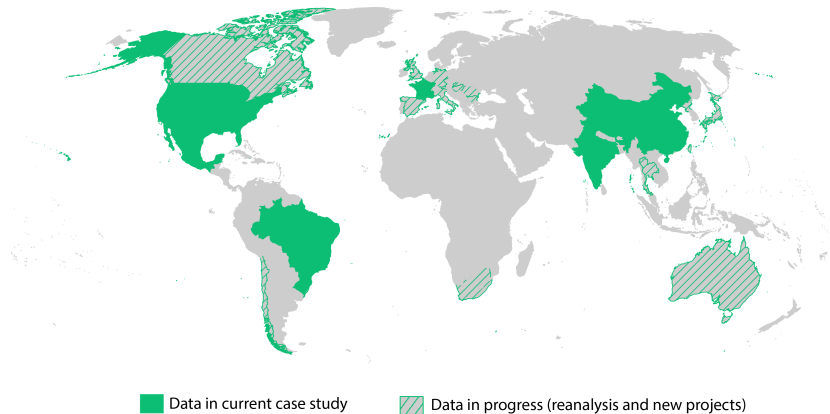 Data in current case study
Data in progress (reanalysis and new projects)